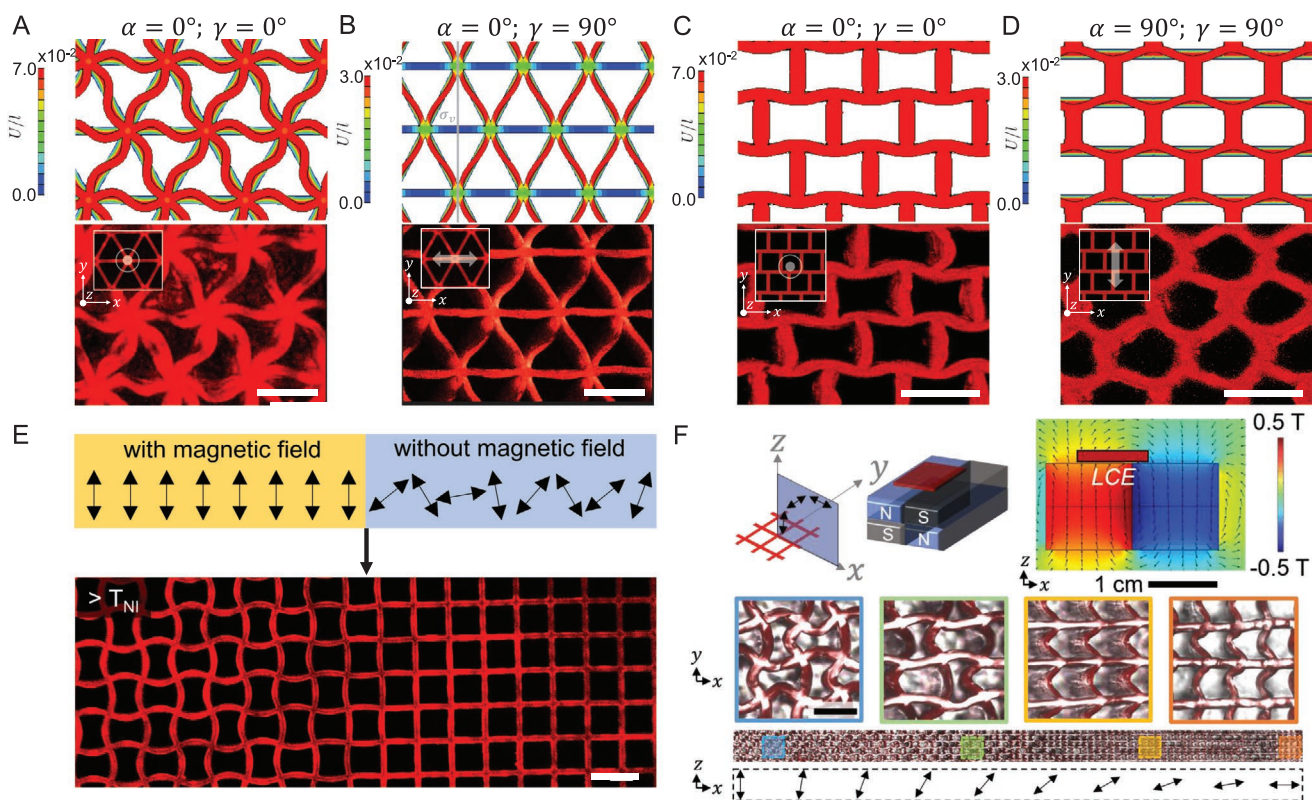 A
α = 0°; γ = 0°
B
α = 0°; γ = 90°
C
α = 0°; γ = 0°
D
α = 90°; γ = 90°
x10⁻²
7.0
U/l
0.0
x10⁻²
3.0
U/l
0.0
σᵥ
x10⁻²
7.0
U/l
0.0
x10⁻²
3.0
U/l
0.0
y
z
x
y
z
x
y
z
x
y
z
x
E
with magnetic field
without magnetic field
> T_NI
F
z
y
x
N
S
S
N
LCE
0.5 T
-0.5 T
z
x
1 cm
y
x
z
x